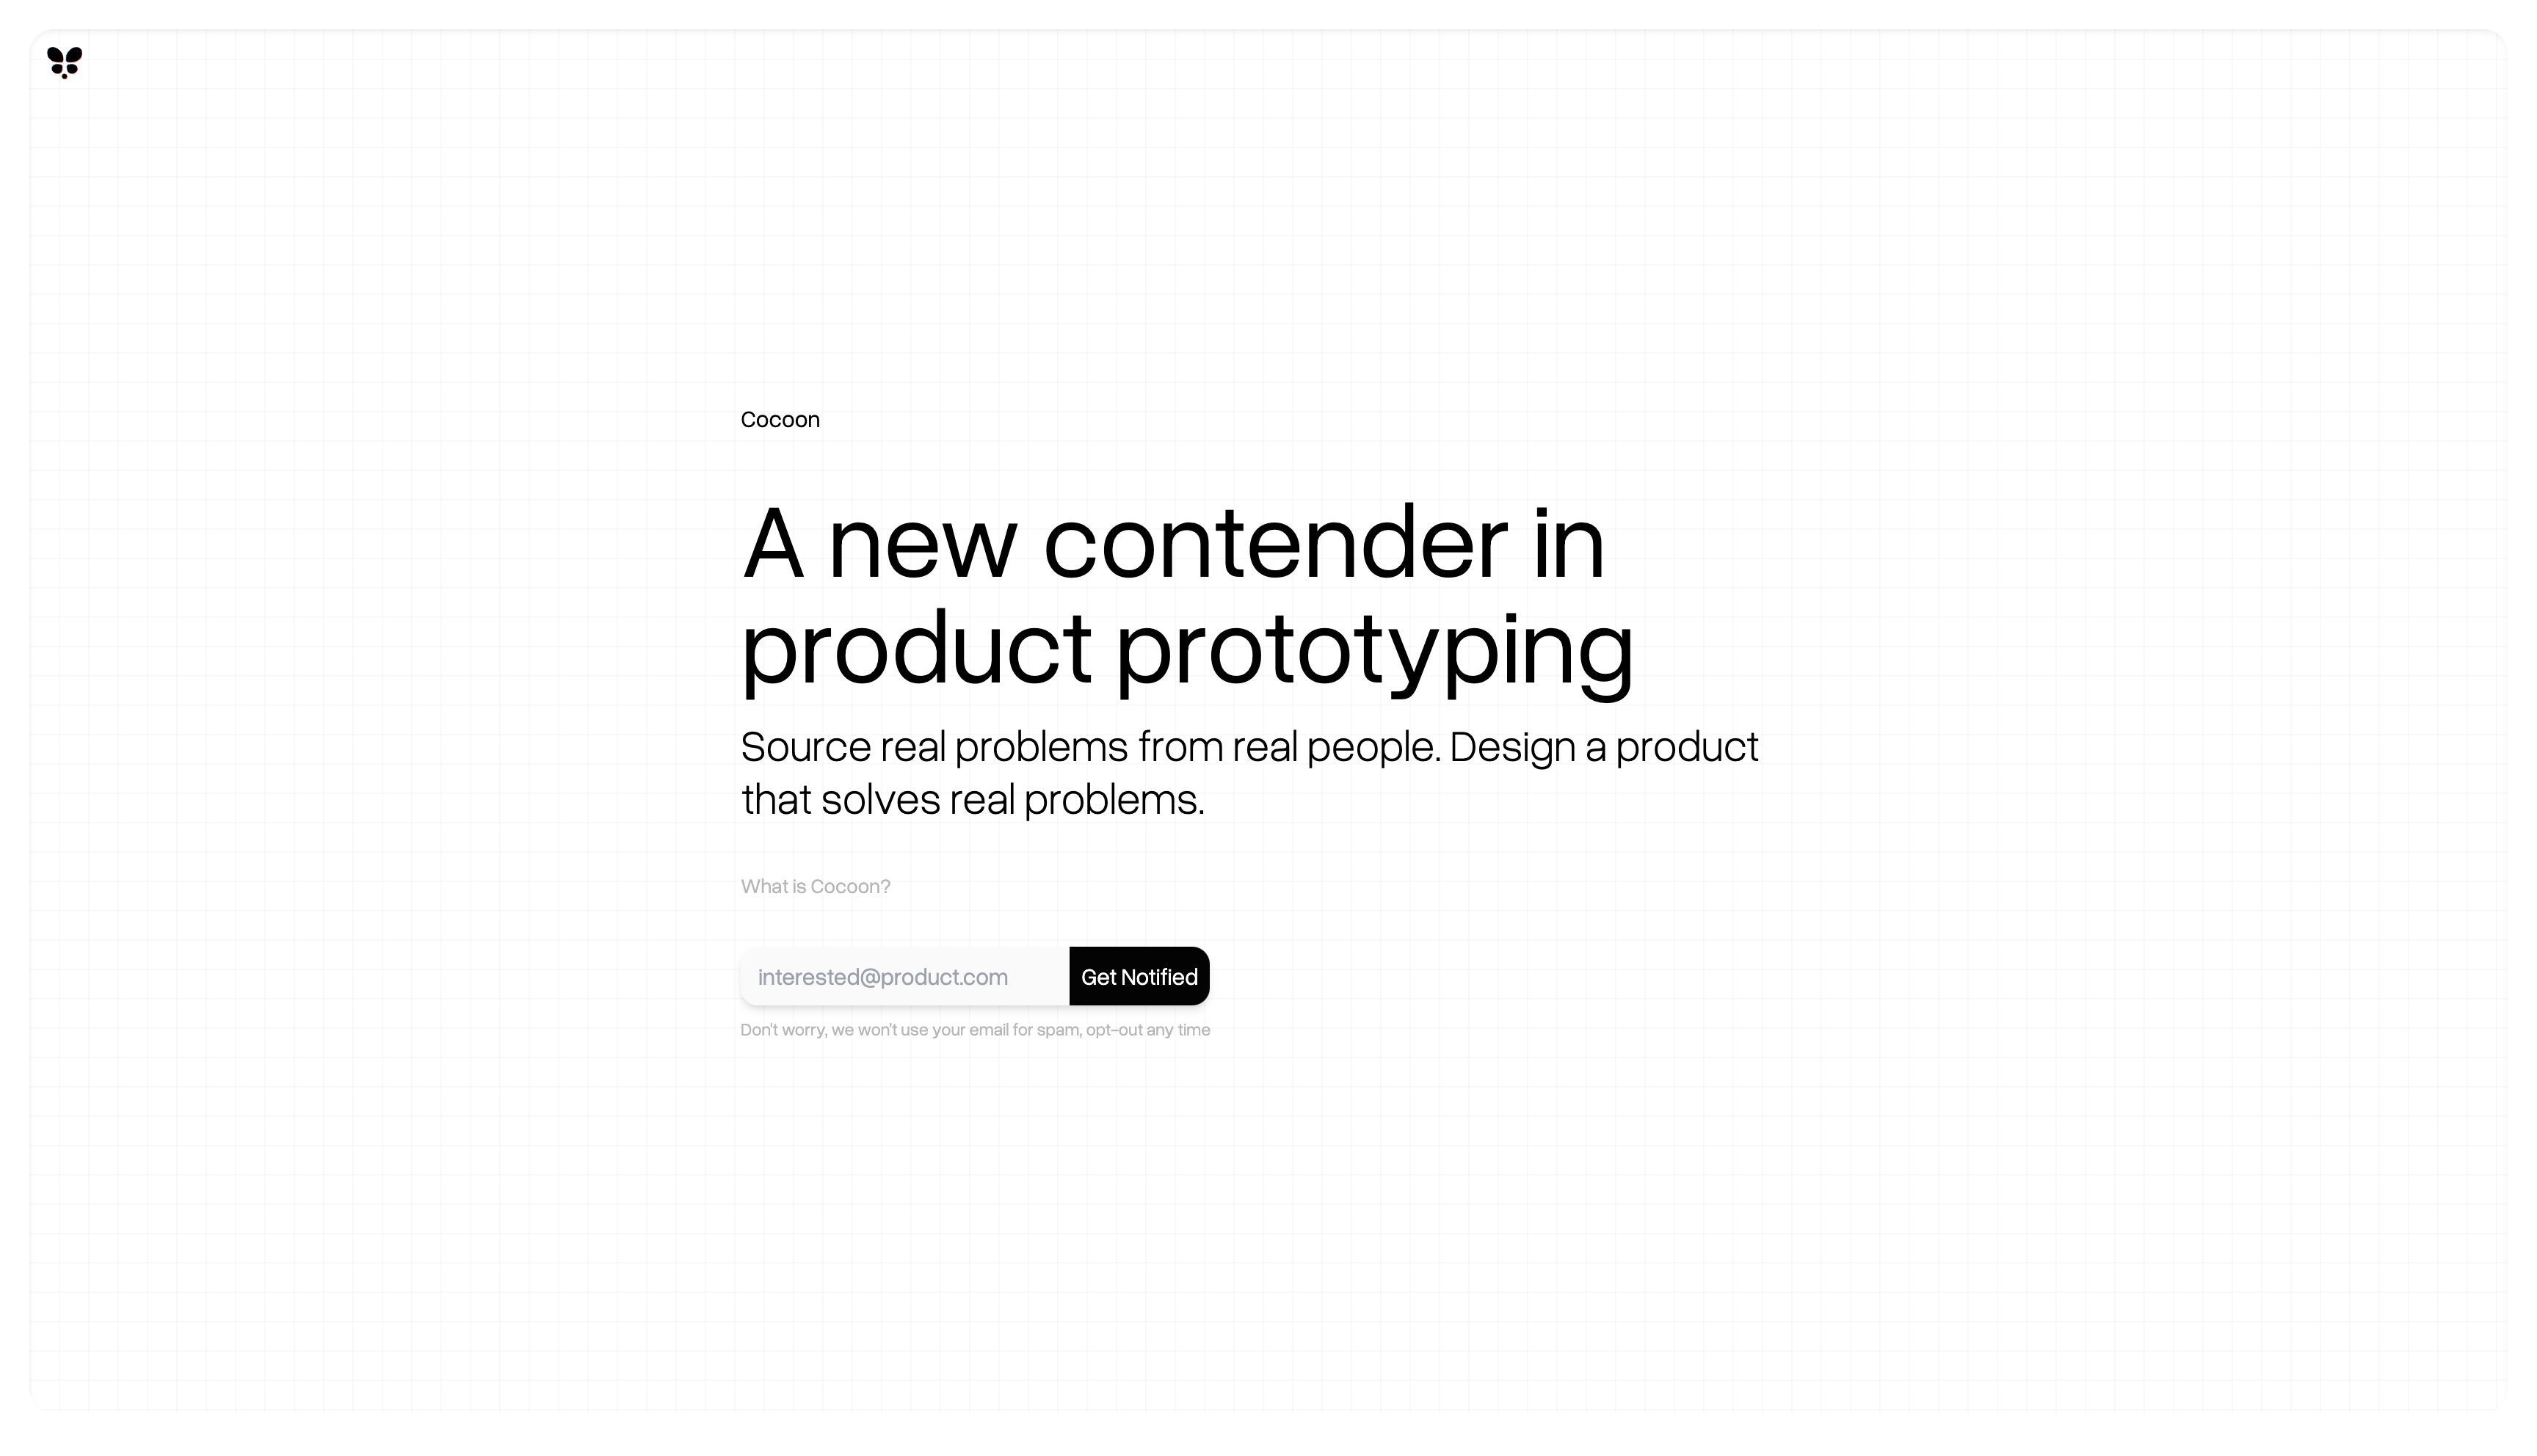 Cocoon
A new contender in
product prototyping
Source real problems from real people. Design a product
that solves real problems.
What is Cocoon?
interested@product.com
Get Notified
Don't worry, we won't use your email for spam, opt-out any time